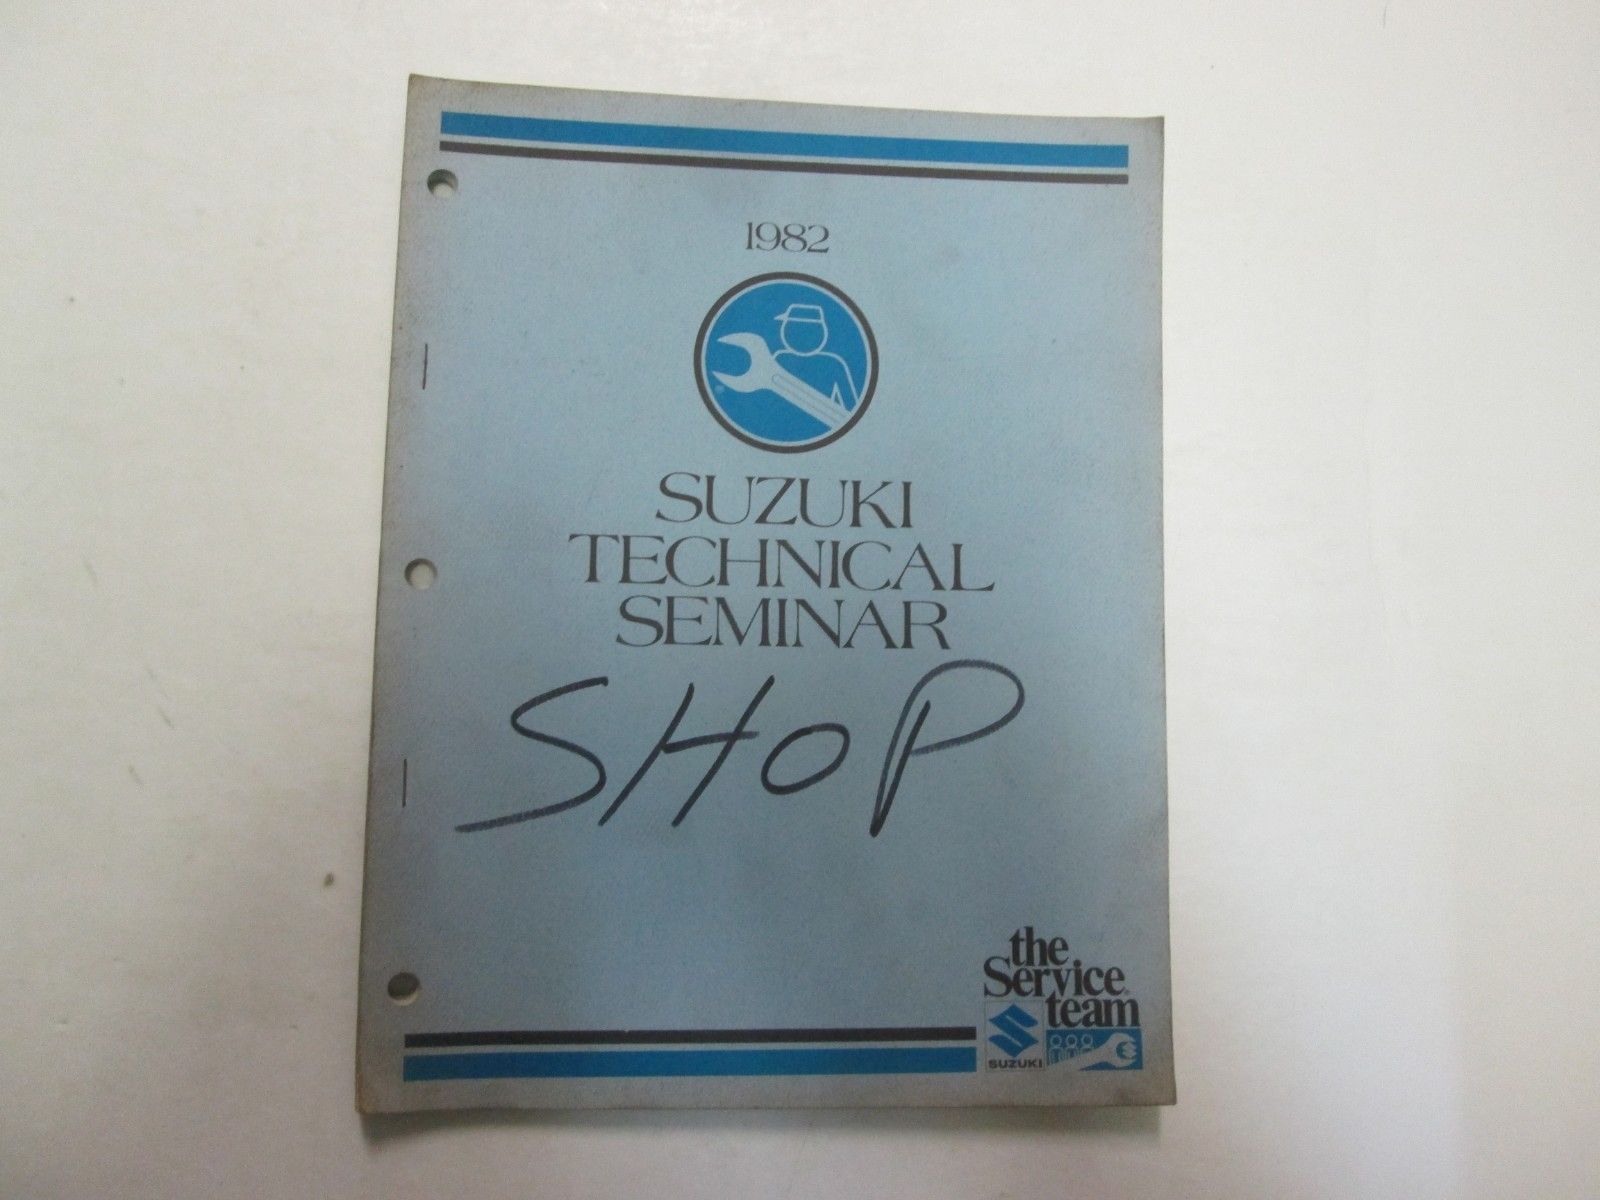 1982
SUZUKI
TECHNICAL
SEMINAR
SHOP
the
Service®
team
SUZUKI